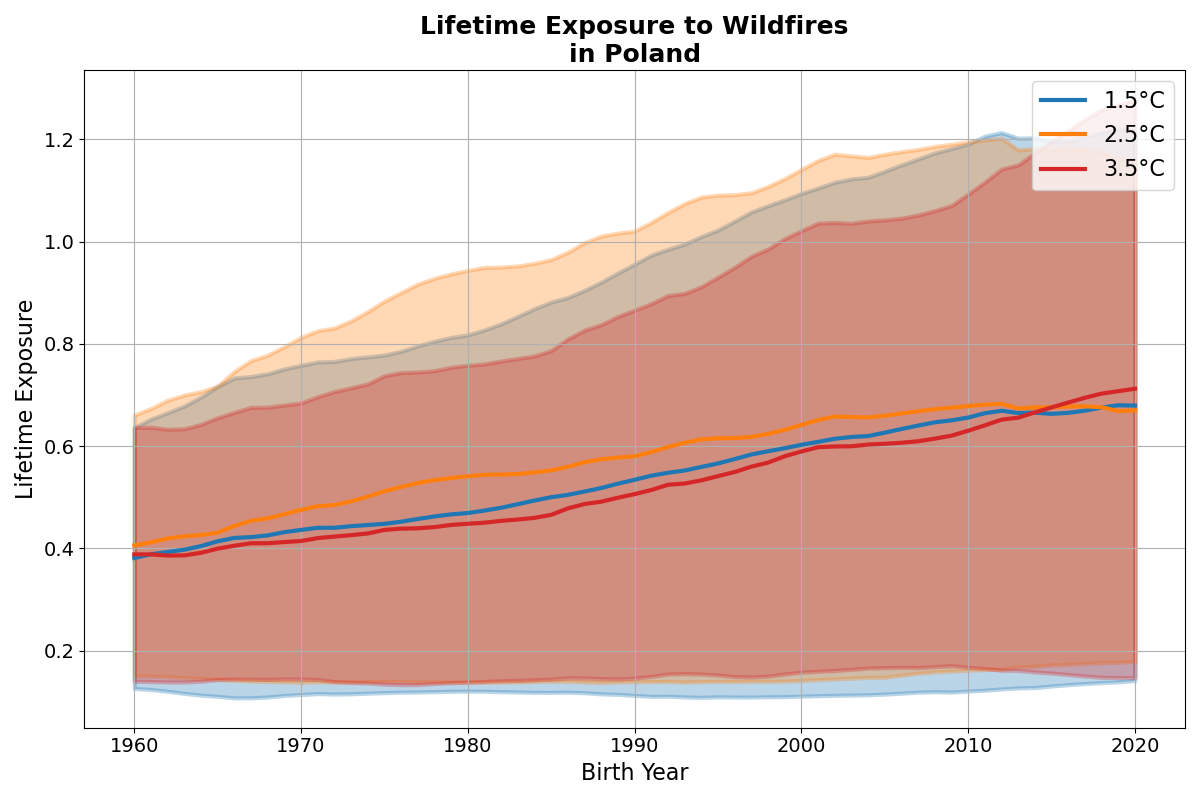 Lifetime Exposure to Wildfires
in Poland
1.5°C
2.5°C
3.5°C
Lifetime Exposure
1.2
1.0
0.8
0.6
0.4
0.2
1960 1970 1980 1990 2000 2010 2020
Birth Year